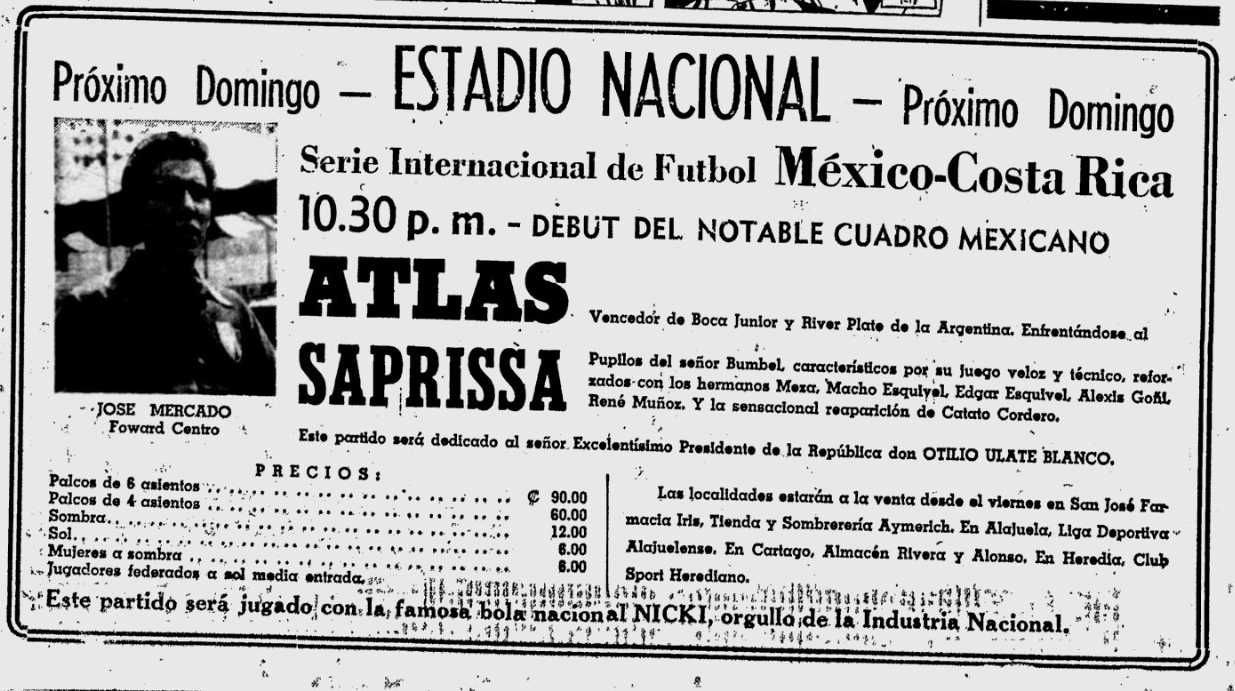 Próximo Domingo — ESTADIO NACIONAL — Próximo Domingo
Serie Internacional de Futbol México-Costa Rica
10.30 p. m. - DEBUT DEL NOTABLE CUADRO MEXICANO
ATLAS
Vencedor de Boca Junior y River Plate de la Argentina. Enfrentándose al
SAPRISSA
Pupilos del señor Bumbel, característicos por su juego veloz y técnico, refor-
zados con los hermanos Meza, Macho Esquivel, Edgar Esquivel, Alexis Goñi,
René Muñoz. Y la sensacional reaparición de Catato Cordero.
JOSE MERCADO
Foward Centro
Este partido será dedicado al señor Excelentísimo Presidente de la República don OTILIO ULATE BLANCO.
PRECIOS:
Palcos de 6 asientos .. .. .. .. .. .. .. .. .. ₡ 90.00
Palcos de 4 asientos .. .. .. .. .. .. .. .. .. 60.00
Sombra.. .. .. .. .. .. .. .. .. .. .. .. 12.00
Sol.. .. .. .. .. .. .. .. .. .. .. .. .. 6.00
Mujeres a sombra .. .. .. .. .. .. .. .. .. 6.00
Jugadores federados a sol media entrada.
Las localidades estarán a la venta desde el viernes en San José Far-
macia Iris, Tienda y Sombrerería Aymerich. En Alajuela, Liga Deportiva
Alajuelense. En Cartago, Almacén Rivera y Alonso. En Heredia, Club
Sport Herediano.
Este partido será jugado con la famosa bola nacional NICKI, orgullo de la Industria Nacional.